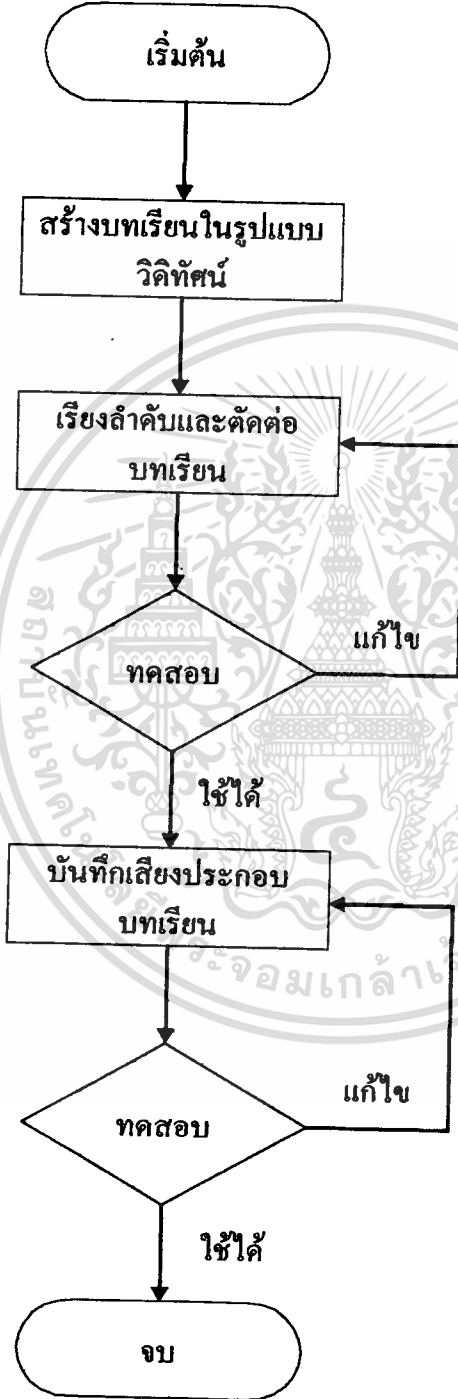 เริ่มต้น
สร้างบทเรียนในรูปแบบ
วิดิทัศน์
เรียงลำดับและตัดต่อ
บทเรียน
ทดสอบ
แก้ไข
ใช้ได้
บันทึกเสียงประกอบ
บทเรียน
ทดสอบ
แก้ไข
ใช้ได้
จบ